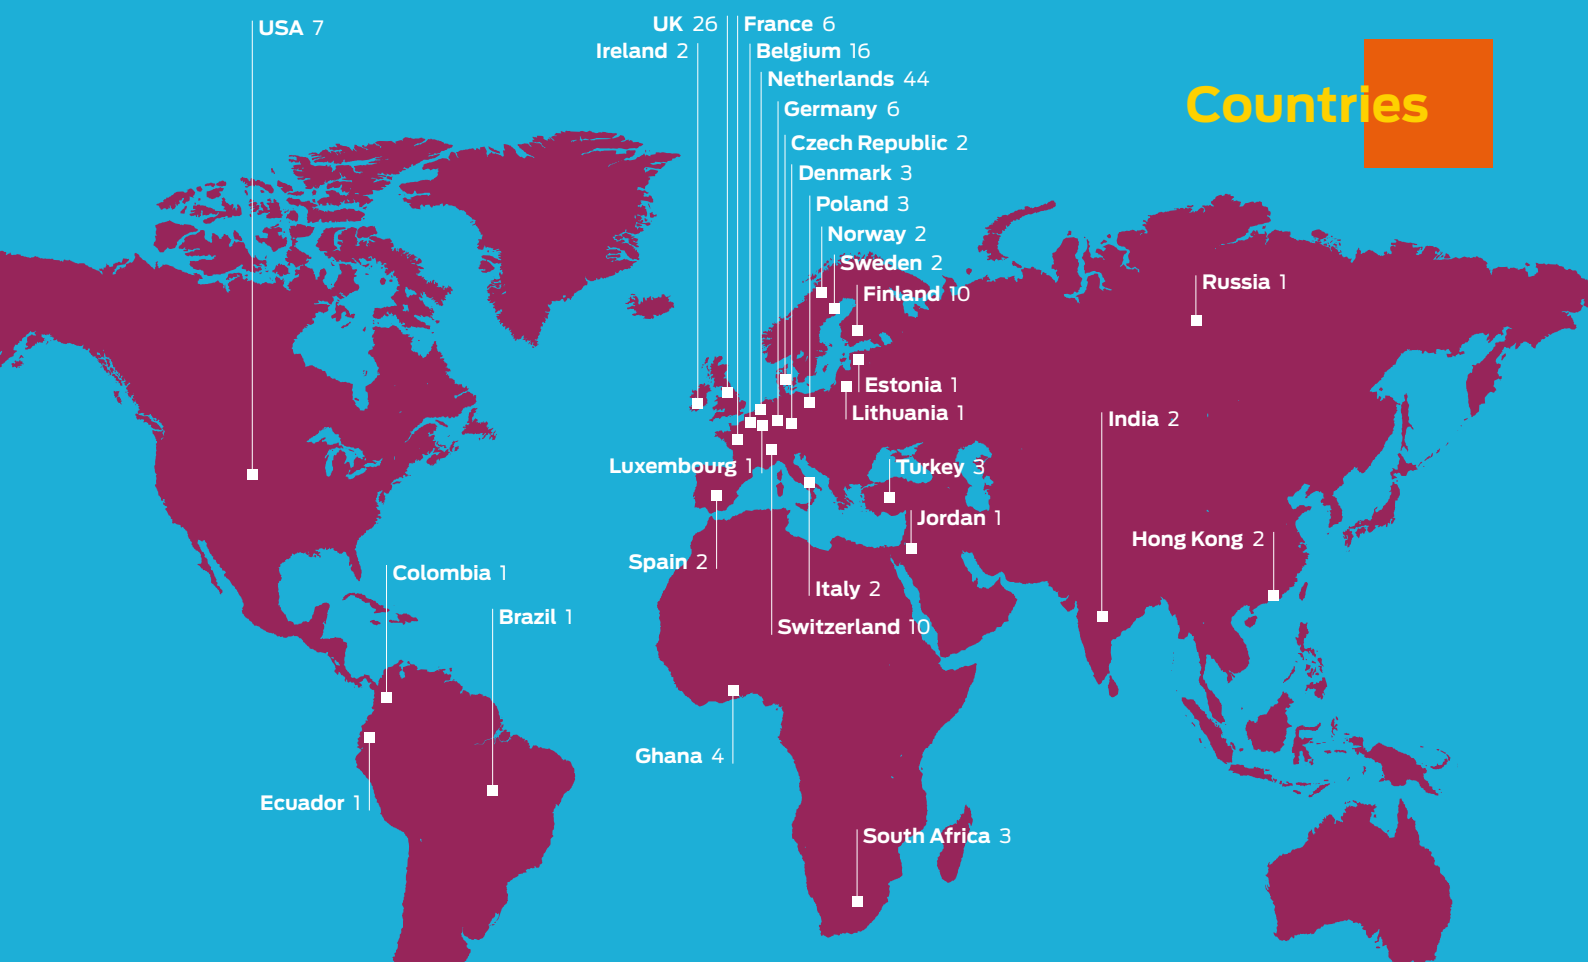 USA 7
UK 26
France 6
Ireland 2
Belgium 16
Netherlands 44
Countries
Germany 6
Czech Republic 2
Denmark 3
Poland 3
Norway 2
Sweden 2
Russia 1
Finland 10
Estonia 1
Lithuania 1
India 2
Luxembourg 1
Turkey 3
Jordan 1
Hong Kong 2
Spain 2
Colombia 1
Italy 2
Brazil 1
Switzerland 10
Ghana 4
Ecuador 1
South Africa 3